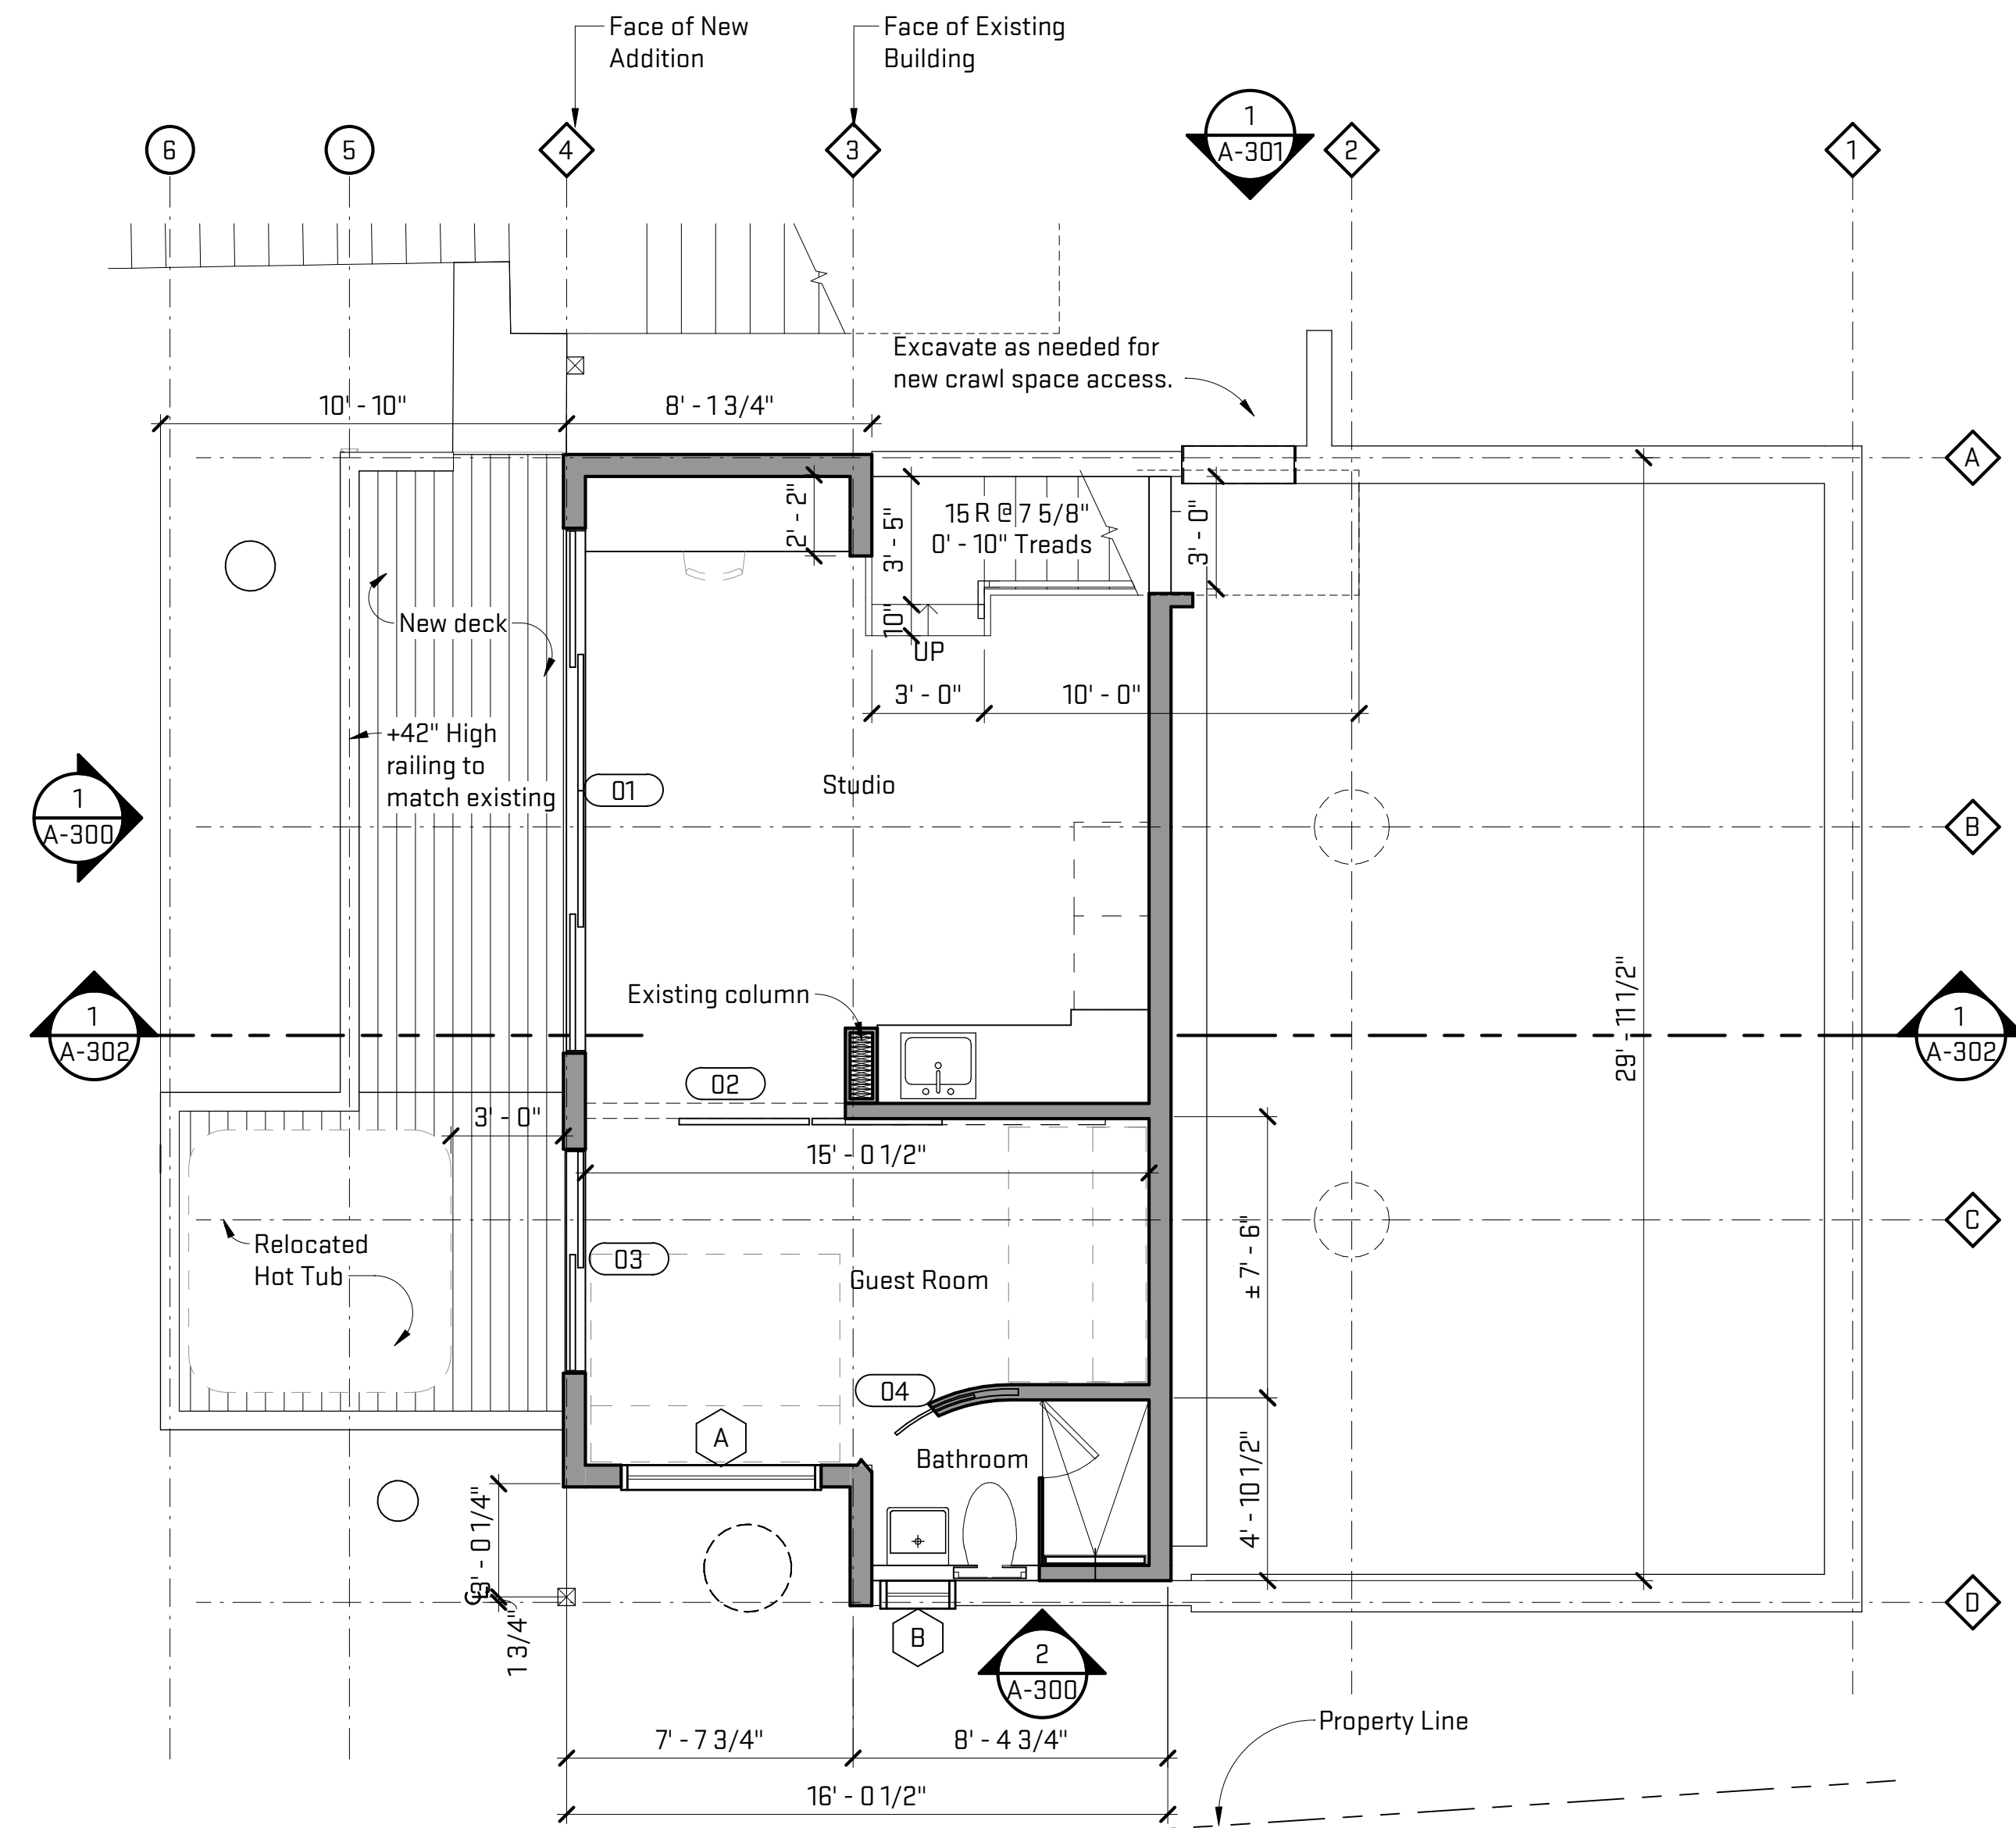 Face of New
Addition
Face of Existing
Building
6
5
4
3
1
A-301
2
1
Excavate as needed for
new crawl space access.
10' - 10"
8' - 1 3/4"
A
2' - 2"
3' - 5"
15 R @ 7 5/8"
0' - 10" Treads
3' - 0"
10"
UP
New deck
3' - 0"
10' - 0"
+42" High
railing to
match existing
01
Studio
1
A-300
B
Existing column
29' - 11 1/2"
1
A-302
1
A-302
02
3' - 0"
15' - 0 1/2"
C
Relocated
Hot Tub
03
Guest Room
± 7' - 6"
04
A
Bathroom
4' - 10 1/2"
3' - 0 1/4"
1 3/4"
D
B
2
A-300
Property Line
7' - 7 3/4"
8' - 4 3/4"
16' - 0 1/2"